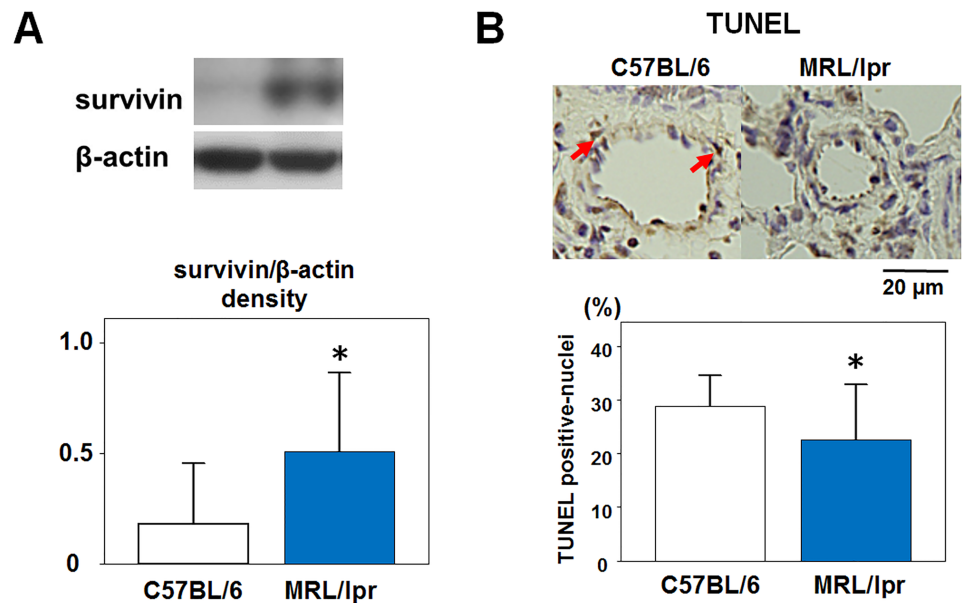 A
survivin
β-actin
survivin/β-actin
density
1.0
*
0.5
0
C57BL/6 MRL/lpr
B
TUNEL
C57BL/6 MRL/lpr
20 µm
(%)
TUNEL positive-nuclei
40
*
30
20
10
0
C57BL/6 MRL/lpr